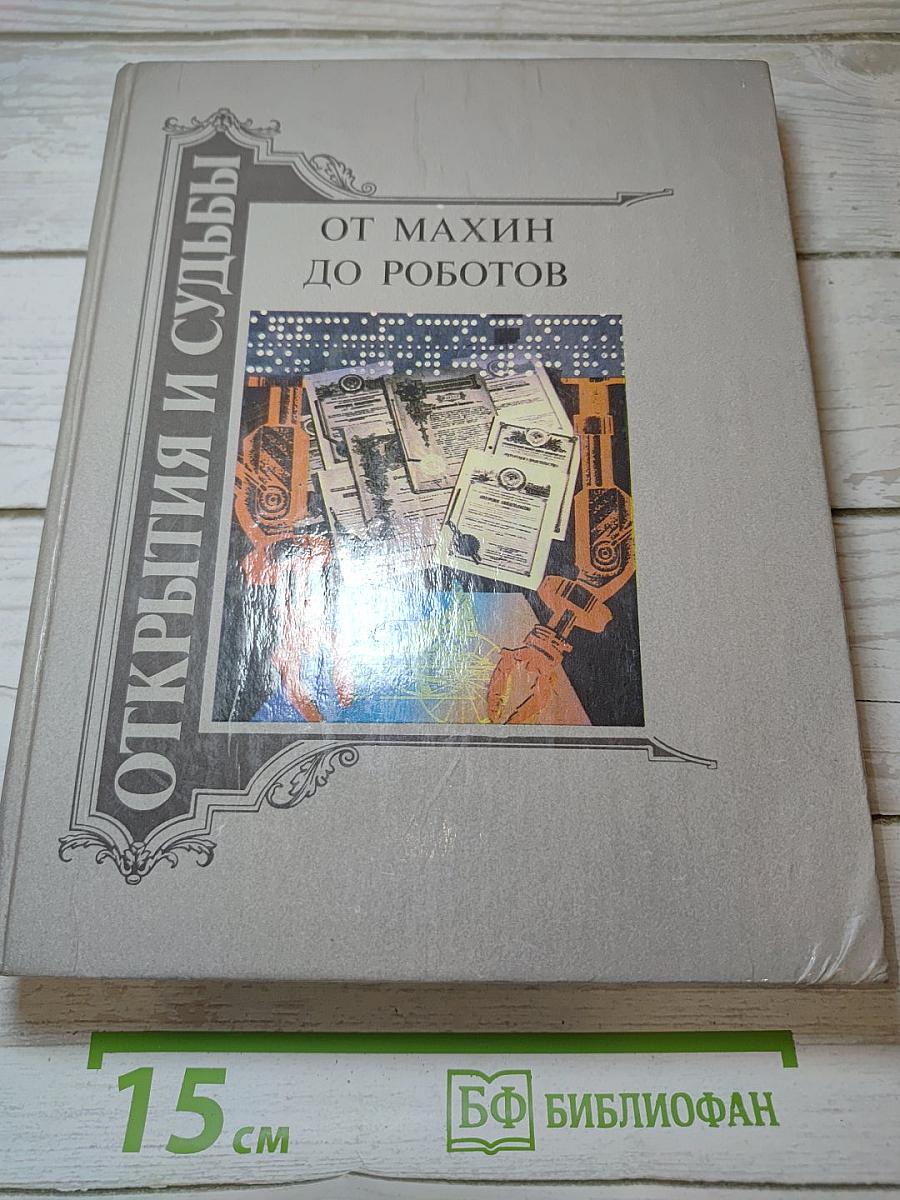 ОТКРЫТИЯ И СУДЬБЫ
ОТ МАХИН
ДО РОБОТОВ
15 см
БФ БИБЛИОФАН